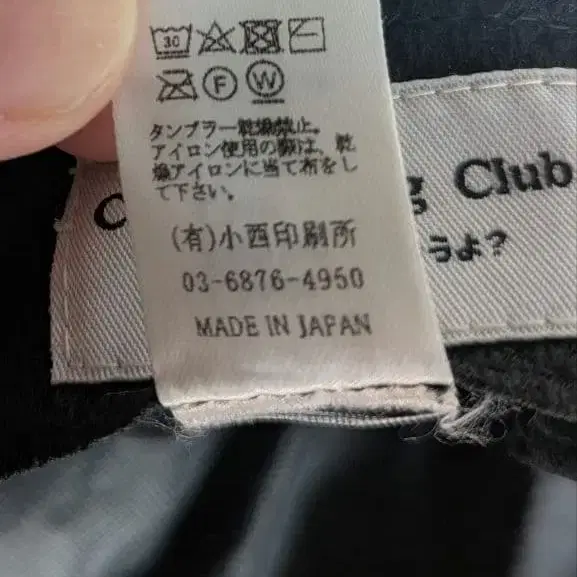 30
F W
タンブラー乾燥禁止。
アイロン使用の際は、乾
燥アイロンに当て布をし
て下さい。
(有)小西印刷所
03-6876-4950
MADE IN JAPAN
C g Club
うよ?